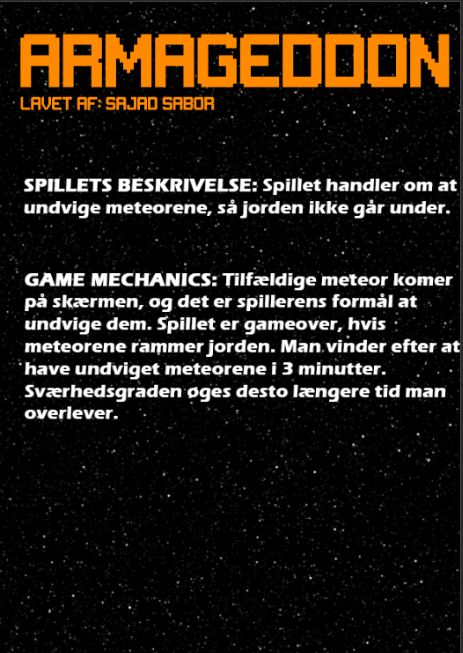 ARMAGEDDON
LAVET AF: SAJAD SABOR
SPILLETS BESKRIVELSE: Spillet handler om at
undvige meteorene, så jorden ikke går under.
GAME MECHANICS: Tilfældige meteor komer
på skærmen, og det er spillerens formål at
undvige dem. Spillet er gameover, hvis
meteorene rammer jorden. Man vinder efter at
have undviget meteorene i 3 minutter.
Sværhedsgraden øges desto længere tid man
overlever.